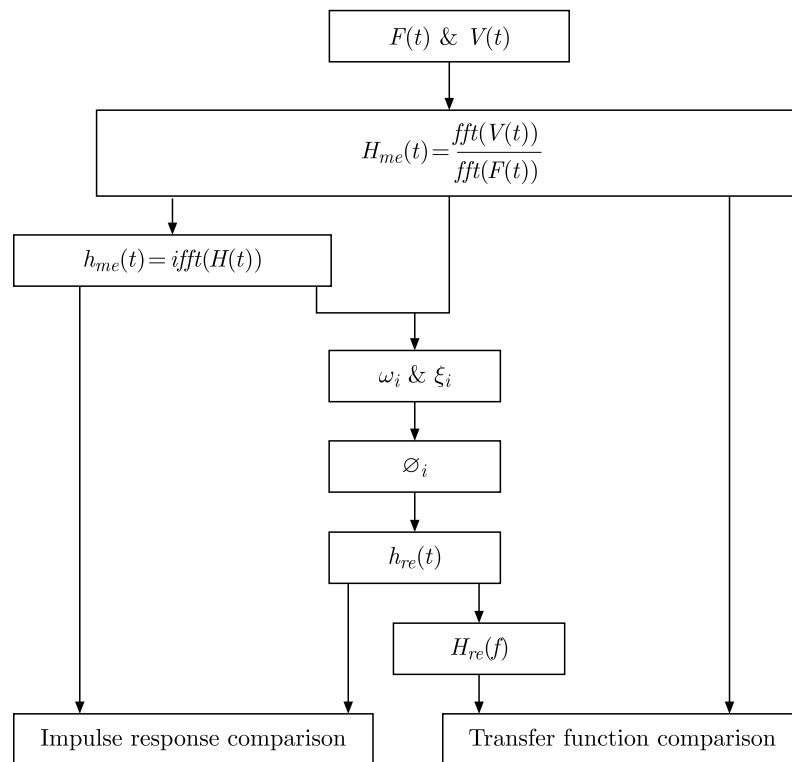 F(t) & V(t)
H_me(t) = fft(V(t)) / fft(F(t))
h_me(t) = ifft(H(t))
ω_i & ξ_i
∅_i
h_re(t)
H_re(f)
Impulse response comparison
Transfer function comparison